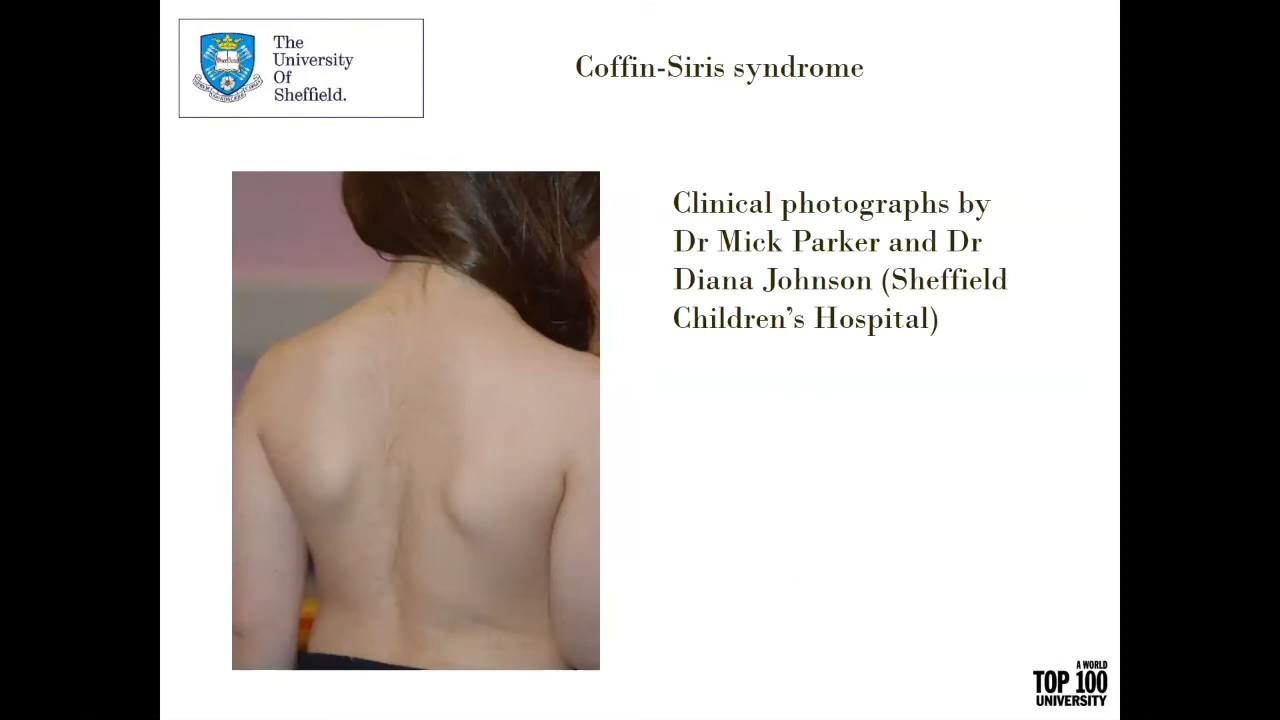 The
University
Of
Sheffield.
Coffin-Siris syndrome
Clinical photographs by
Dr Mick Parker and Dr
Diana Johnson (Sheffield
Children’s Hospital)
A WORLD
TOP 100
UNIVERSITY